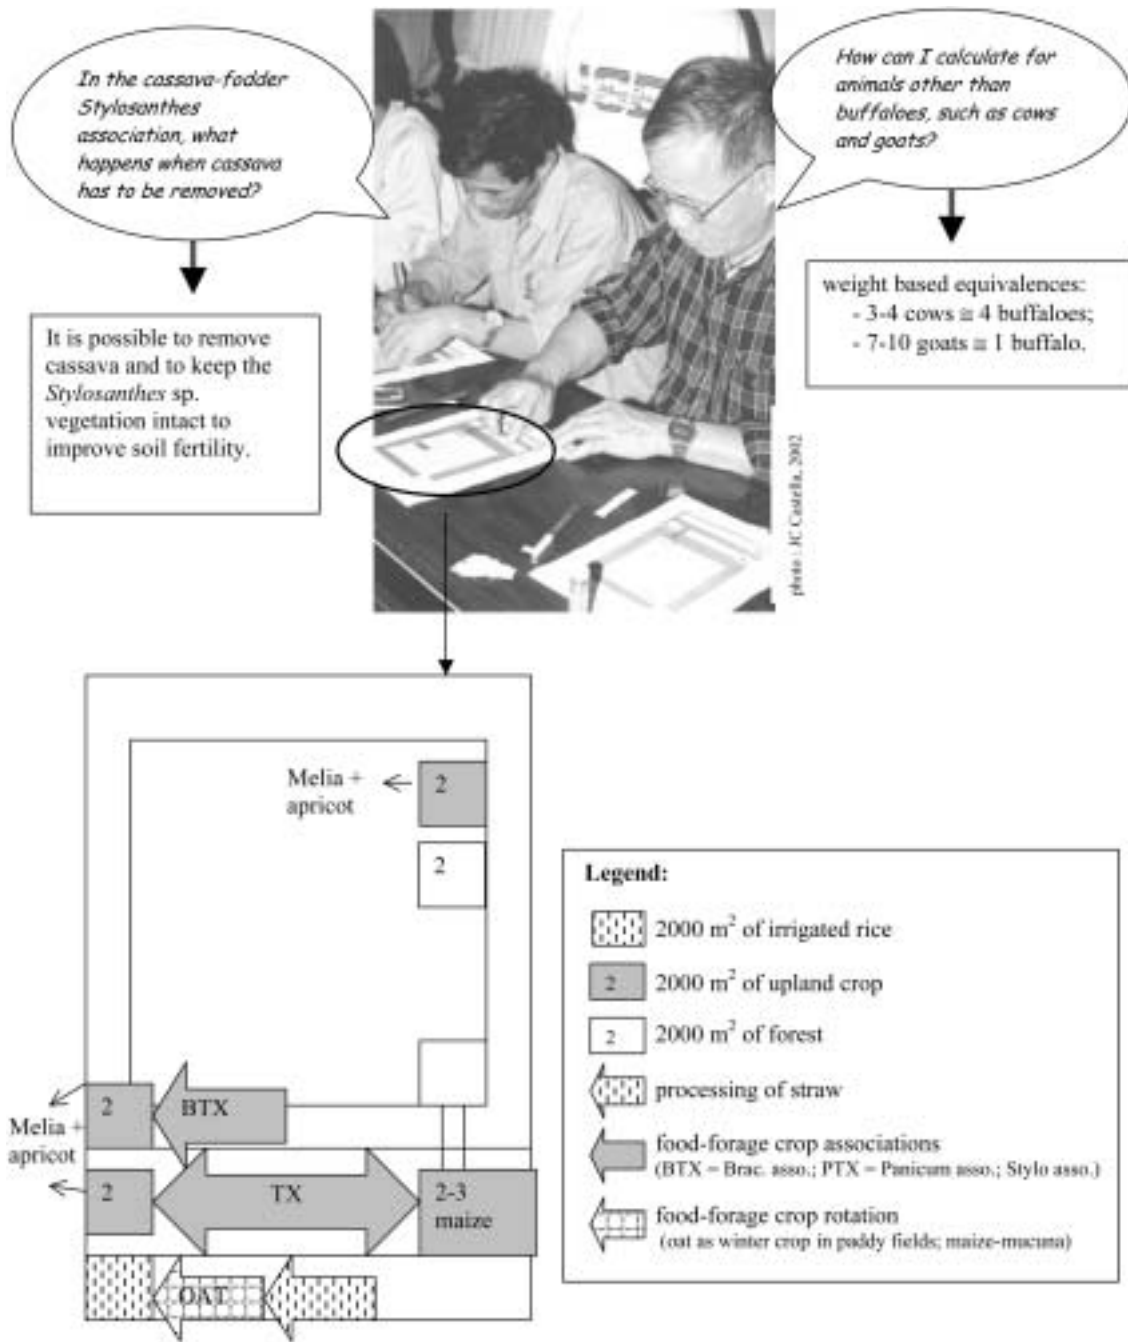 In the cassava-fodder
Stylosanthes
association, what
happens when cassava
has to be removed?
How can I calculate for
animals other than
buffaloes, such as cows
and goats?
It is possible to remove
cassava and to keep the
Stylosanthes sp.
vegetation intact to
improve soil fertility.
weight based equivalences:
- 3-4 cows ≅ 4 buffaloes;
- 7-10 goats ≅ 1 buffalo.
photo : JC Castella, 2002
Melia +
apricot
2
2
2
BTX
Melia +
apricot
2
TX
2-3
maize
OAT
Legend:
2000 m² of irrigated rice
2
2000 m² of upland crop
2
2000 m² of forest
processing of straw
food-forage crop associations
(BTX = Brac. asso.; PTX = Panicum asso.; Stylo asso.)
food-forage crop rotation
(oat as winter crop in paddy fields; maize-mucuna)